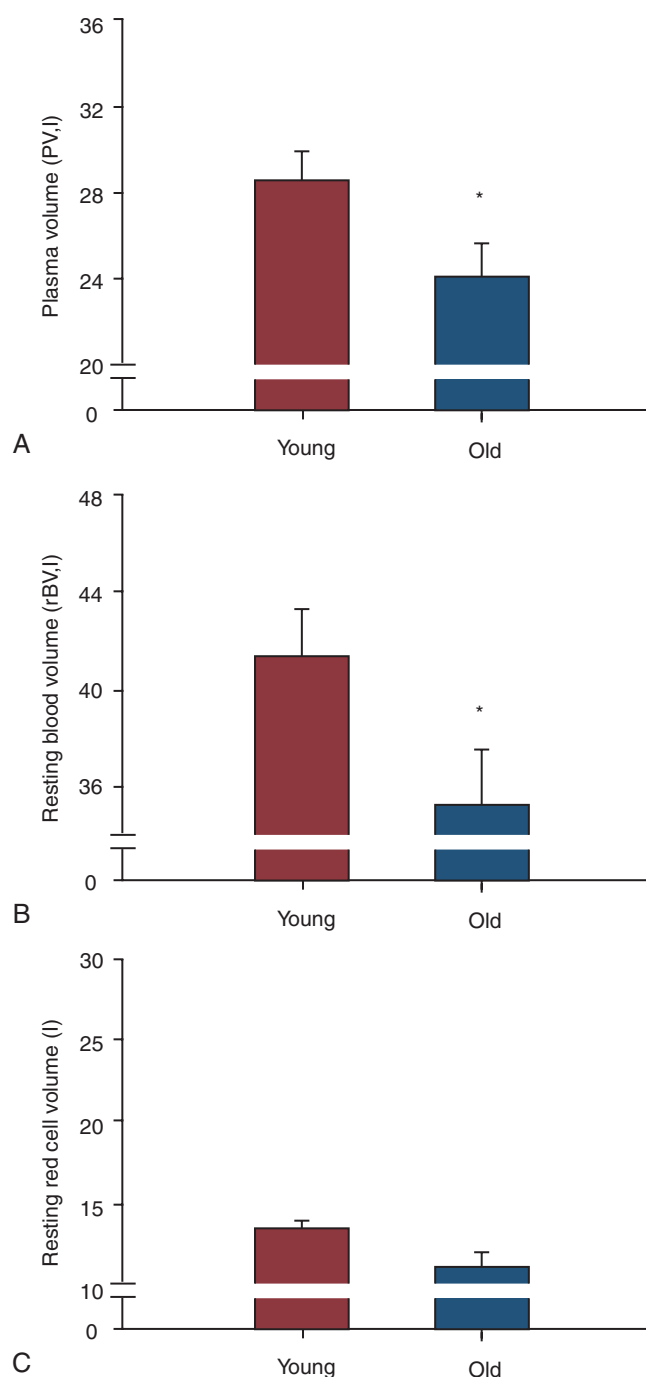 36
32
28
24
20
0
Plasma volume (PV,l)
*
Young
Old
A
48
44
40
36
0
Resting blood volume (rBV,l)
*
Young
Old
B
30
25
20
15
10
0
Resting red cell volume (l)
Young
Old
C